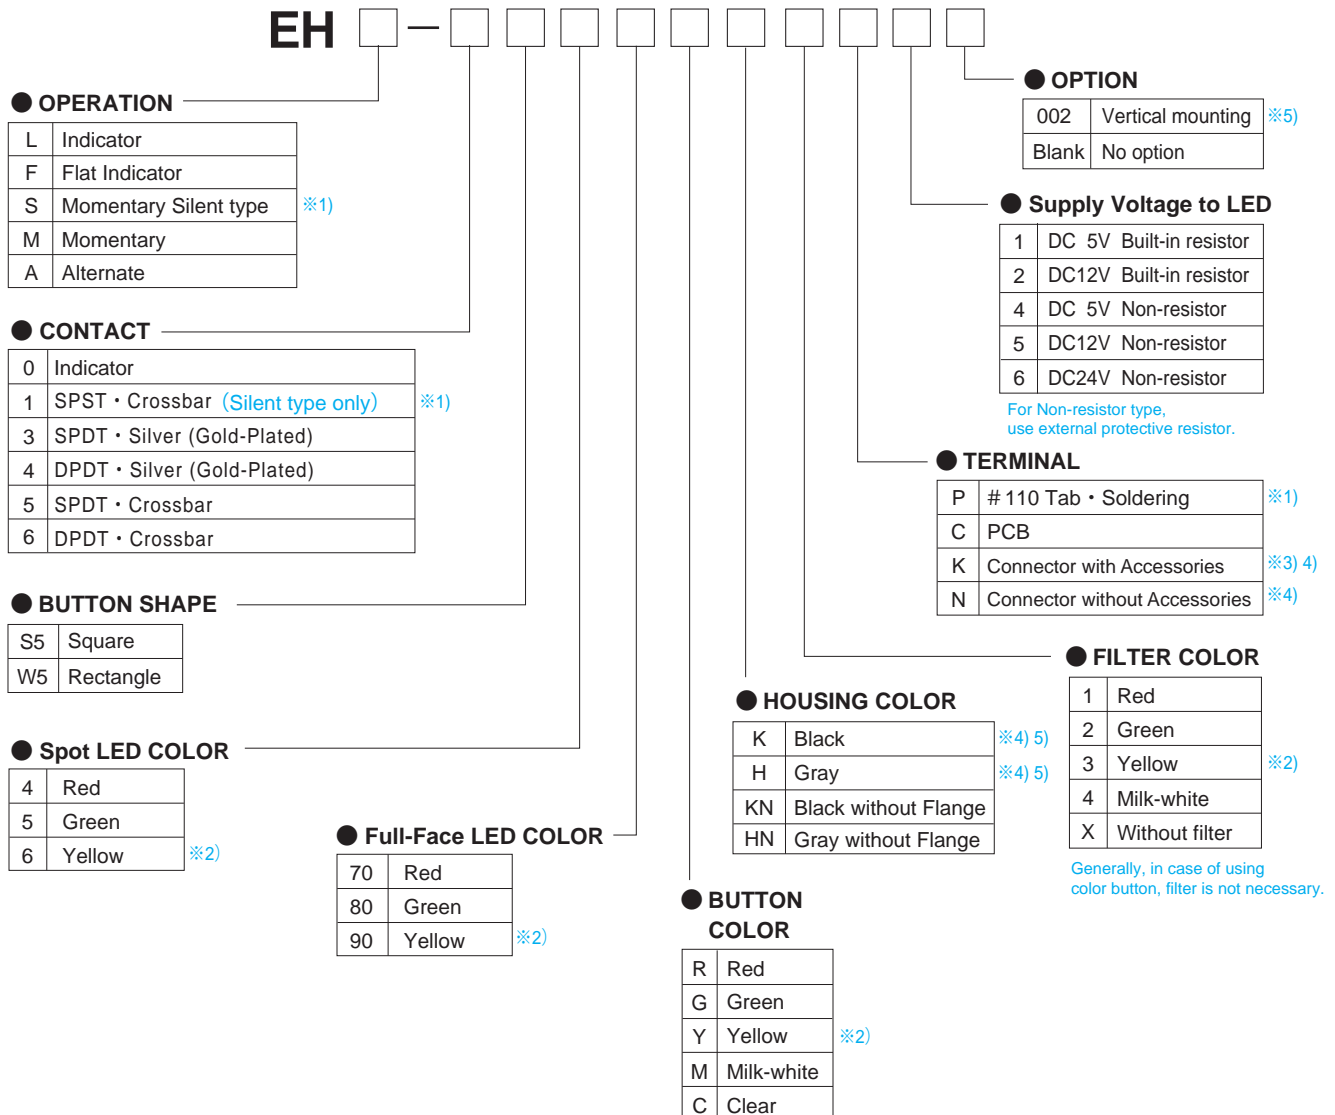 EH —
● OPERATION
L Indicator
F Flat Indicator
S Momentary Silent type ※1)
M Momentary
A Alternate
● CONTACT
0 Indicator
1 SPST・Crossbar (Silent type only) ※1)
3 SPDT・Silver (Gold-Plated)
4 DPDT・Silver (Gold-Plated)
5 SPDT・Crossbar
6 DPDT・Crossbar
● BUTTON SHAPE
S5 Square
W5 Rectangle
● Spot LED COLOR
4 Red
5 Green
6 Yellow ※2)
● Full-Face LED COLOR
70 Red
80 Green
90 Yellow ※2)
● BUTTON
COLOR
R Red
G Green
Y Yellow ※2)
M Milk-white
C Clear
● HOUSING COLOR
K Black ※4) 5)
H Gray ※4) 5)
KN Black without Flange
HN Gray without Flange
● FILTER COLOR
1 Red
2 Green
3 Yellow ※2)
4 Milk-white
X Without filter
Generally, in case of using
color button, filter is not necessary.
● TERMINAL
P #110 Tab・Soldering ※1)
C PCB
K Connector with Accessories ※3) 4)
N Connector without Accessories ※4)
● Supply Voltage to LED
1 DC 5V Built-in resistor
2 DC12V Built-in resistor
4 DC 5V Non-resistor
5 DC12V Non-resistor
6 DC24V Non-resistor
For Non-resistor type,
use external protective resistor.
● OPTION
002 Vertical mounting ※5)
Blank No option